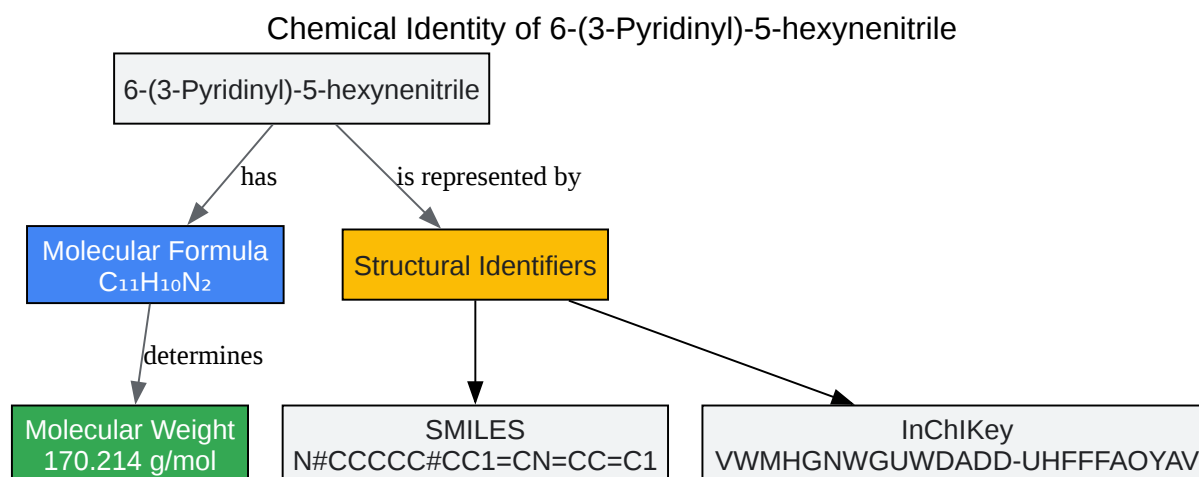 Chemical Identity of 6-(3-Pyridinyl)-5-hexynenitrile
6-(3-Pyridinyl)-5-hexynenitrile
has
is represented by
Molecular Formula
C₁₁H₁₀N₂
Structural Identifiers
determines
Molecular Weight
170.214 g/mol
SMILES
N#CCCCC#CC1=CN=CC=C1
InChIKey
VWMHGNWGUWDADD-UHFFFAOYAV